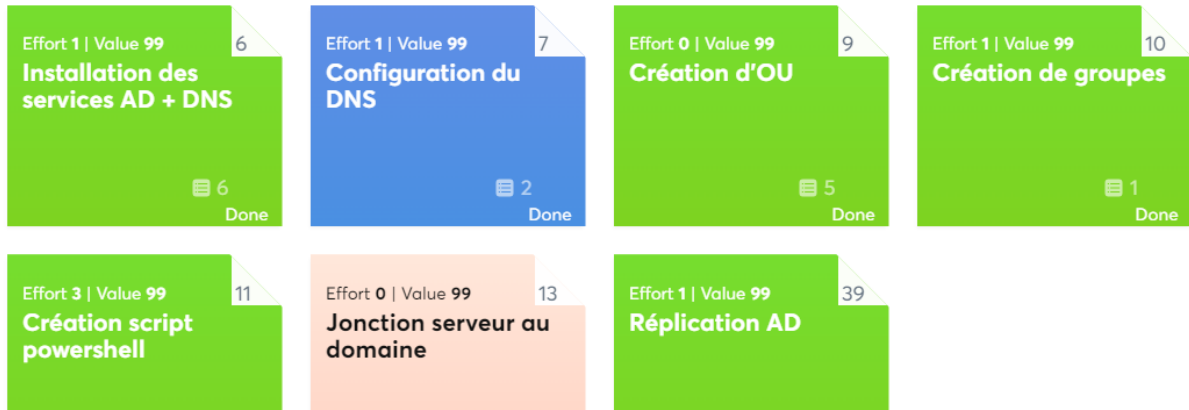 Effort 1 | Value 99
6
Installation des
services AD + DNS
6
Done
Effort 1 | Value 99
7
Configuration du
DNS
2
Done
Effort 0 | Value 99
9
Création d'OU
5
Done
Effort 1 | Value 99
10
Création de groupes
1
Done
Effort 3 | Value 99
11
Création script
powershell
Effort 0 | Value 99
13
Jonction serveur au
domaine
Effort 1 | Value 99
39
Réplication AD